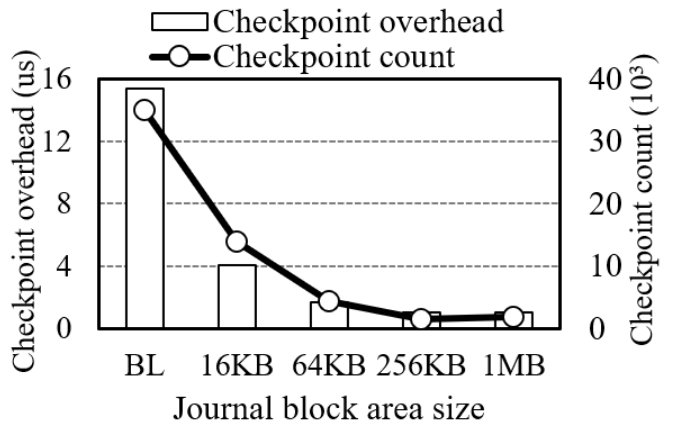 Checkpoint overhead
Checkpoint count
Checkpoint overhead (us)
16
12
8
4
0
40
30
20
10
0
Checkpoint count (10³)
BL 16KB 64KB 256KB 1MB
Journal block area size